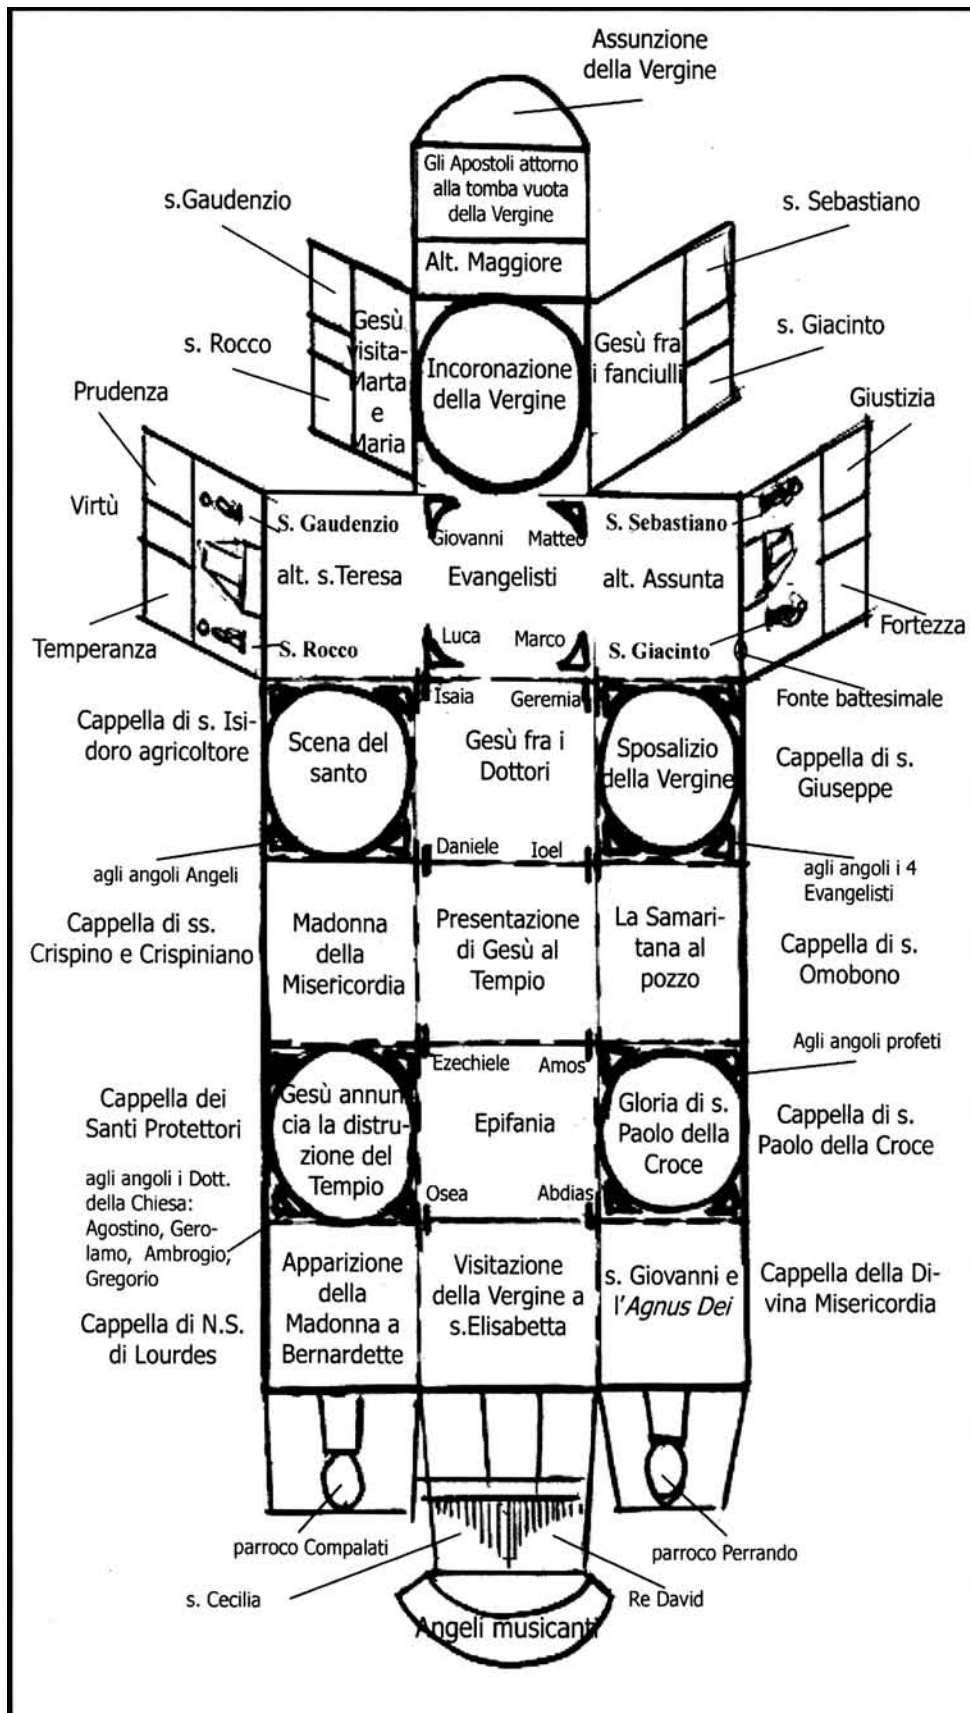 Assunzione
della Vergine
Gli Apostoli attorno
alla tomba vuota
della Vergine
s.Gaudenzio
s. Sebastiano
Alt. Maggiore
s. Rocco
Gesù
visita-
Marta
e
Maria
Incoronazione
della Vergine
Gesù fra
i fanciulli
s. Giacinto
Prudenza
Giustizia
Virtù
S. Gaudenzio
Giovanni
Matteo
S. Sebastiano
alt. s.Teresa
Evangelisti
alt. Assunta
Temperanza
S. Rocco
Luca
Marco
S. Giacinto
Fortezza
Fonte battesimale
Cappella di s. Isi-
doro agricoltore
Scena del
santo
Isaia
Geremia
Gesù fra i
Dottori
Sposalizio
della Vergine
Cappella di s.
Giuseppe
Daniele
Ioel
agli angoli Angeli
agli angoli i 4
Evangelisti
Cappella di ss.
Crispino e Crispiniano
Madonna
della
Misericordia
Presentazione
di Gesù al
Tempio
La Samari-
tana al
pozzo
Cappella di s.
Omobono
Agli angoli profeti
Ezechiele
Amos
Cappella dei
Santi Protettori
Gesù annun
cia la distru-
zione del
Tempio
Epifania
Gloria di s.
Paolo della
Croce
Cappella di s.
Paolo della Croce
agli angoli i Dott.
della Chiesa:
Agostino, Gero-
lamo, Ambrogio,
Gregorio
Osea
Abdias
Cappella di N.S.
di Lourdes
Apparizione
della
Madonna a
Bernardette
Visitazione
della Vergine a
s.Elisabetta
s. Giovanni e
l'Agnus Dei
Cappella della Di-
vina Misericordia
parroco Compalati
parroco Perrando
s. Cecilia
Re David
Angeli musicanti